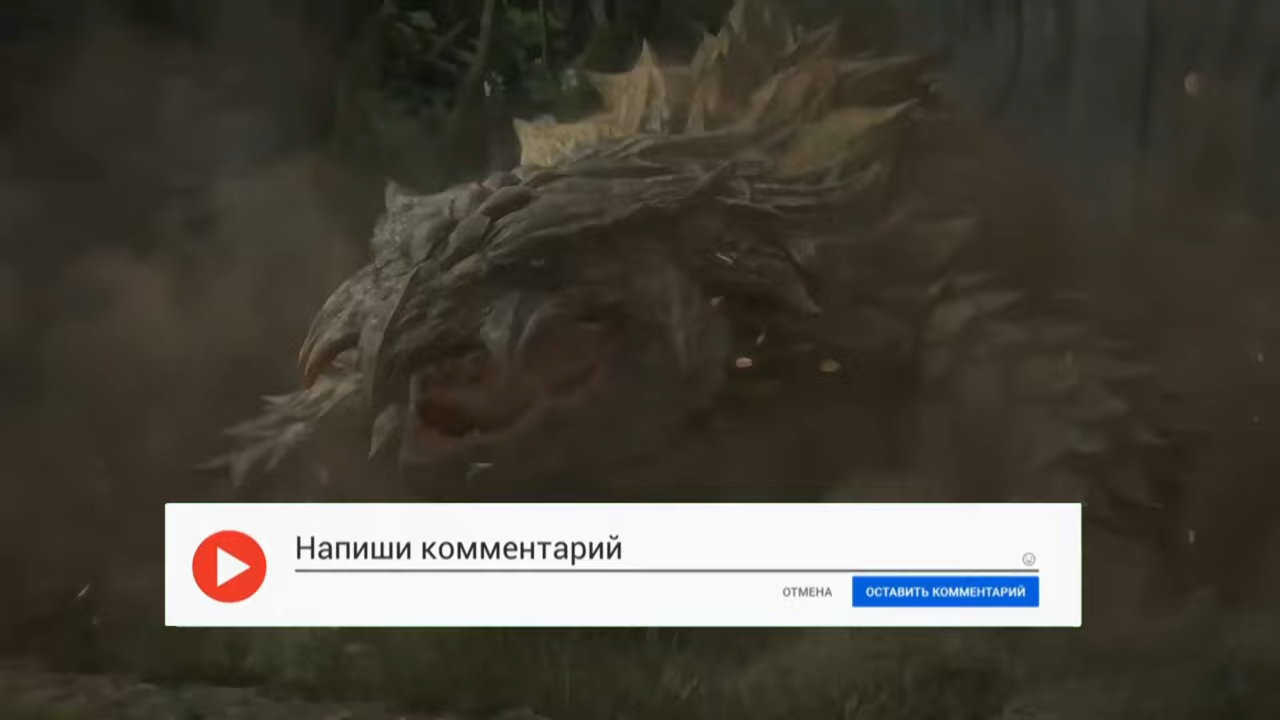 Напиши комментарий
ОТМЕНА
ОСТАВИТЬ КОММЕНТАРИЙ